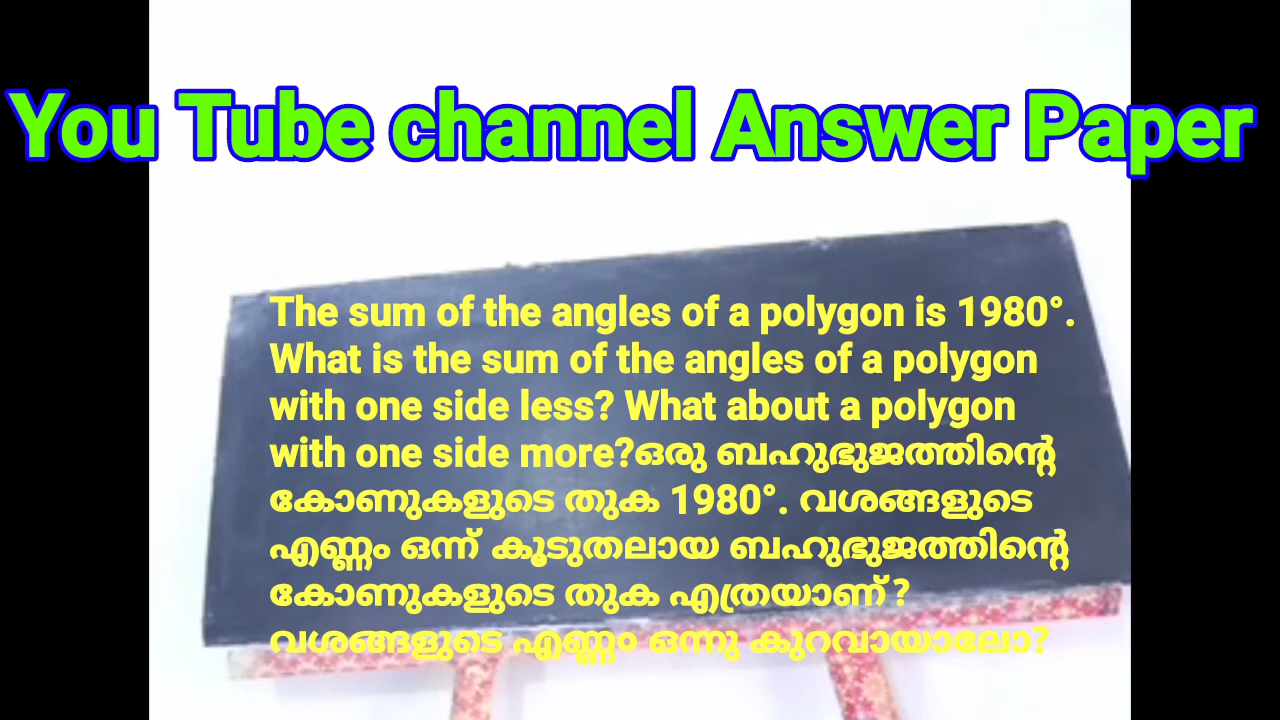 You Tube channel Answer Paper
The sum of the angles of a polygon is 1980°.
What is the sum of the angles of a polygon
with one side less? What about a polygon
with one side more?ഒരു ബഹുഭുജത്തിന്റെ
കോണുകളുടെ തുക 1980°. വശങ്ങളുടെ
എണ്ണം ഒന്ന് കൂടുതലായ ബഹുഭുജത്തിന്റെ
കോണുകളുടെ തുക എത്രയാണ് ?
വശങ്ങളുടെ എണ്ണം ഒന്നു കുറവായാലോ?